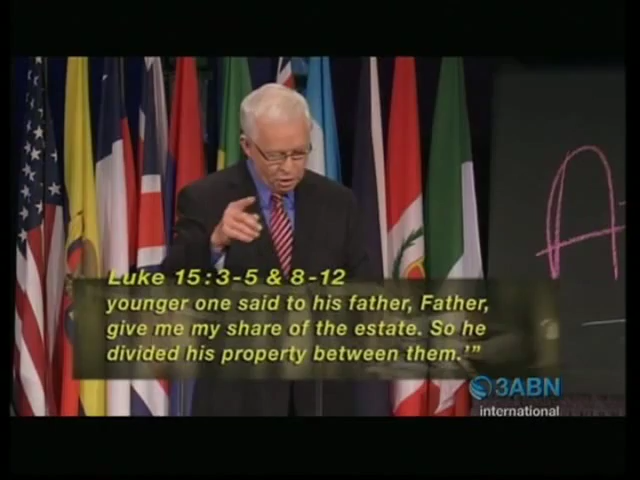 Luke 15:3-5 & 8-12
younger one said to his father, Father,
give me my share of the estate. So he
divided his property between them.'”
A
3ABN
international